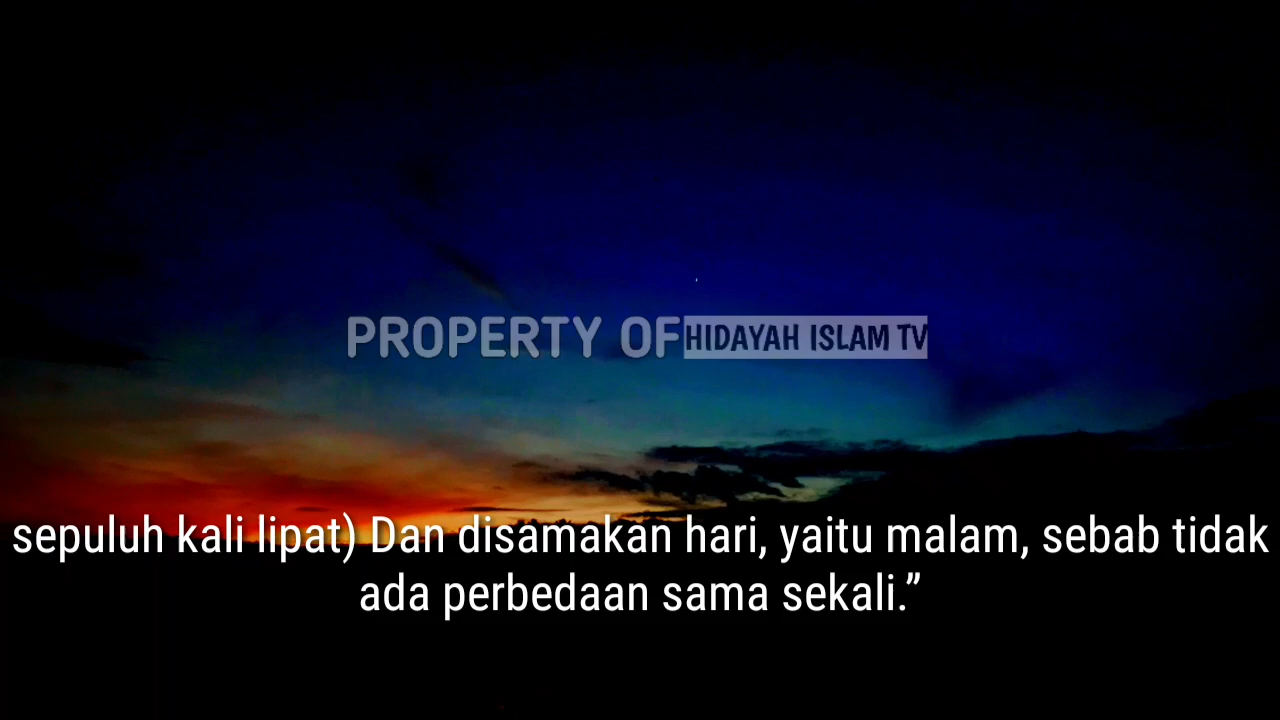 PROPERTY OF HIDAYAH ISLAM TV
sepuluh kali lipat) Dan disamakan hari, yaitu malam, sebab tidak
ada perbedaan sama sekali.”